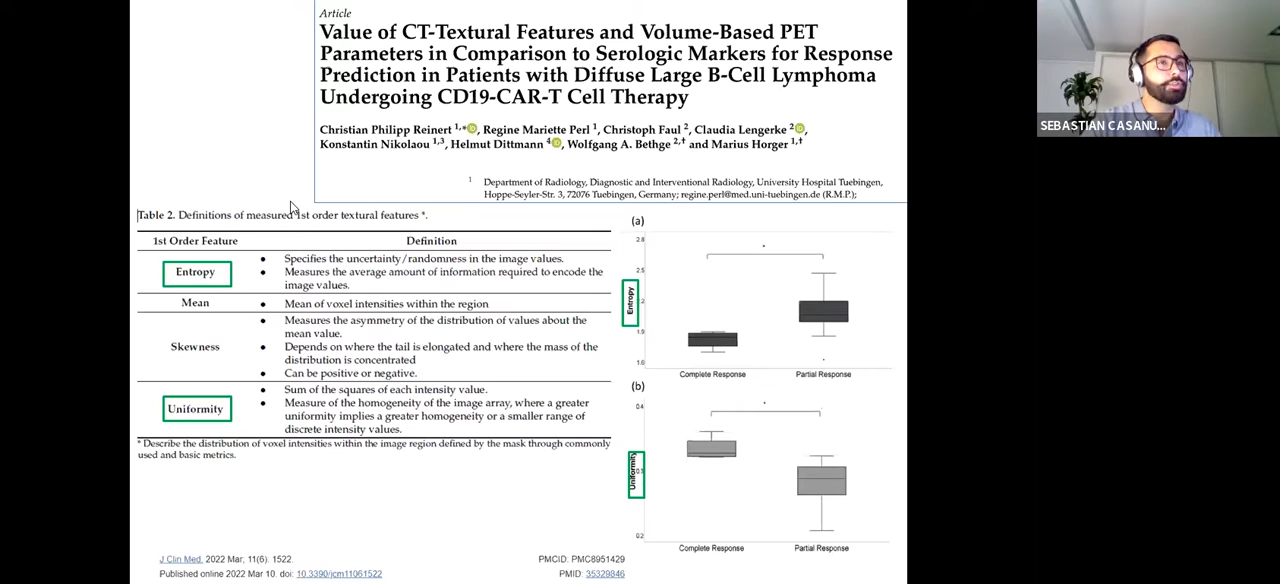 Article
Value of CT-Textural Features and Volume-Based PET
Parameters in Comparison to Serologic Markers for Response
Prediction in Patients with Diffuse Large B-Cell Lymphoma
Undergoing CD19-CAR-T Cell Therapy
Christian Philipp Reinert 1,*, Regine Mariette Perl 1, Christoph Faul 2, Claudia Lengerke 2,
Konstantin Nikolaou 1,3, Helmut Dittmann 4, Wolfgang A. Bethge 2,† and Marius Horger 1,†
1 Department of Radiology, Diagnostic and Interventional Radiology, University Hospital Tuebingen,
Hoppe-Seyler-Str. 3, 72076 Tuebingen, Germany; regine.perl@med.uni-tuebingen.de (R.M.P.);
SEBASTIAN CASANU...
Table 2. Definitions of measured 1st order textural features *.
1st Order Feature Definition
Entropy
• Specifies the uncertainty/randomness in the image values.
• Measures the average amount of information required to encode the
image values.
Mean • Mean of voxel intensities within the region
Skewness
• Measures the asymmetry of the distribution of values about the
mean value.
• Depends on where the tail is elongated and where the mass of the
distribution is concentrated
• Can be positive or negative.
Uniformity
• Sum of the squares of each intensity value.
• Measure of the homogeneity of the image array, where a greater
uniformity implies a greater homogeneity or a smaller range of
discrete intensity values.
* Describe the distribution of voxel intensities within the image region defined by the mask through commonly
used and basic metrics.
(a)
Entropy
*
Complete Response Partial Response
(b)
Uniformity
*
Complete Response Partial Response
J Clin Med. 2022 Mar; 11(6): 1522.
Published online 2022 Mar 10. doi: 10.3390/jcm11061522
PMCID: PMC8951429
PMID: 35329846